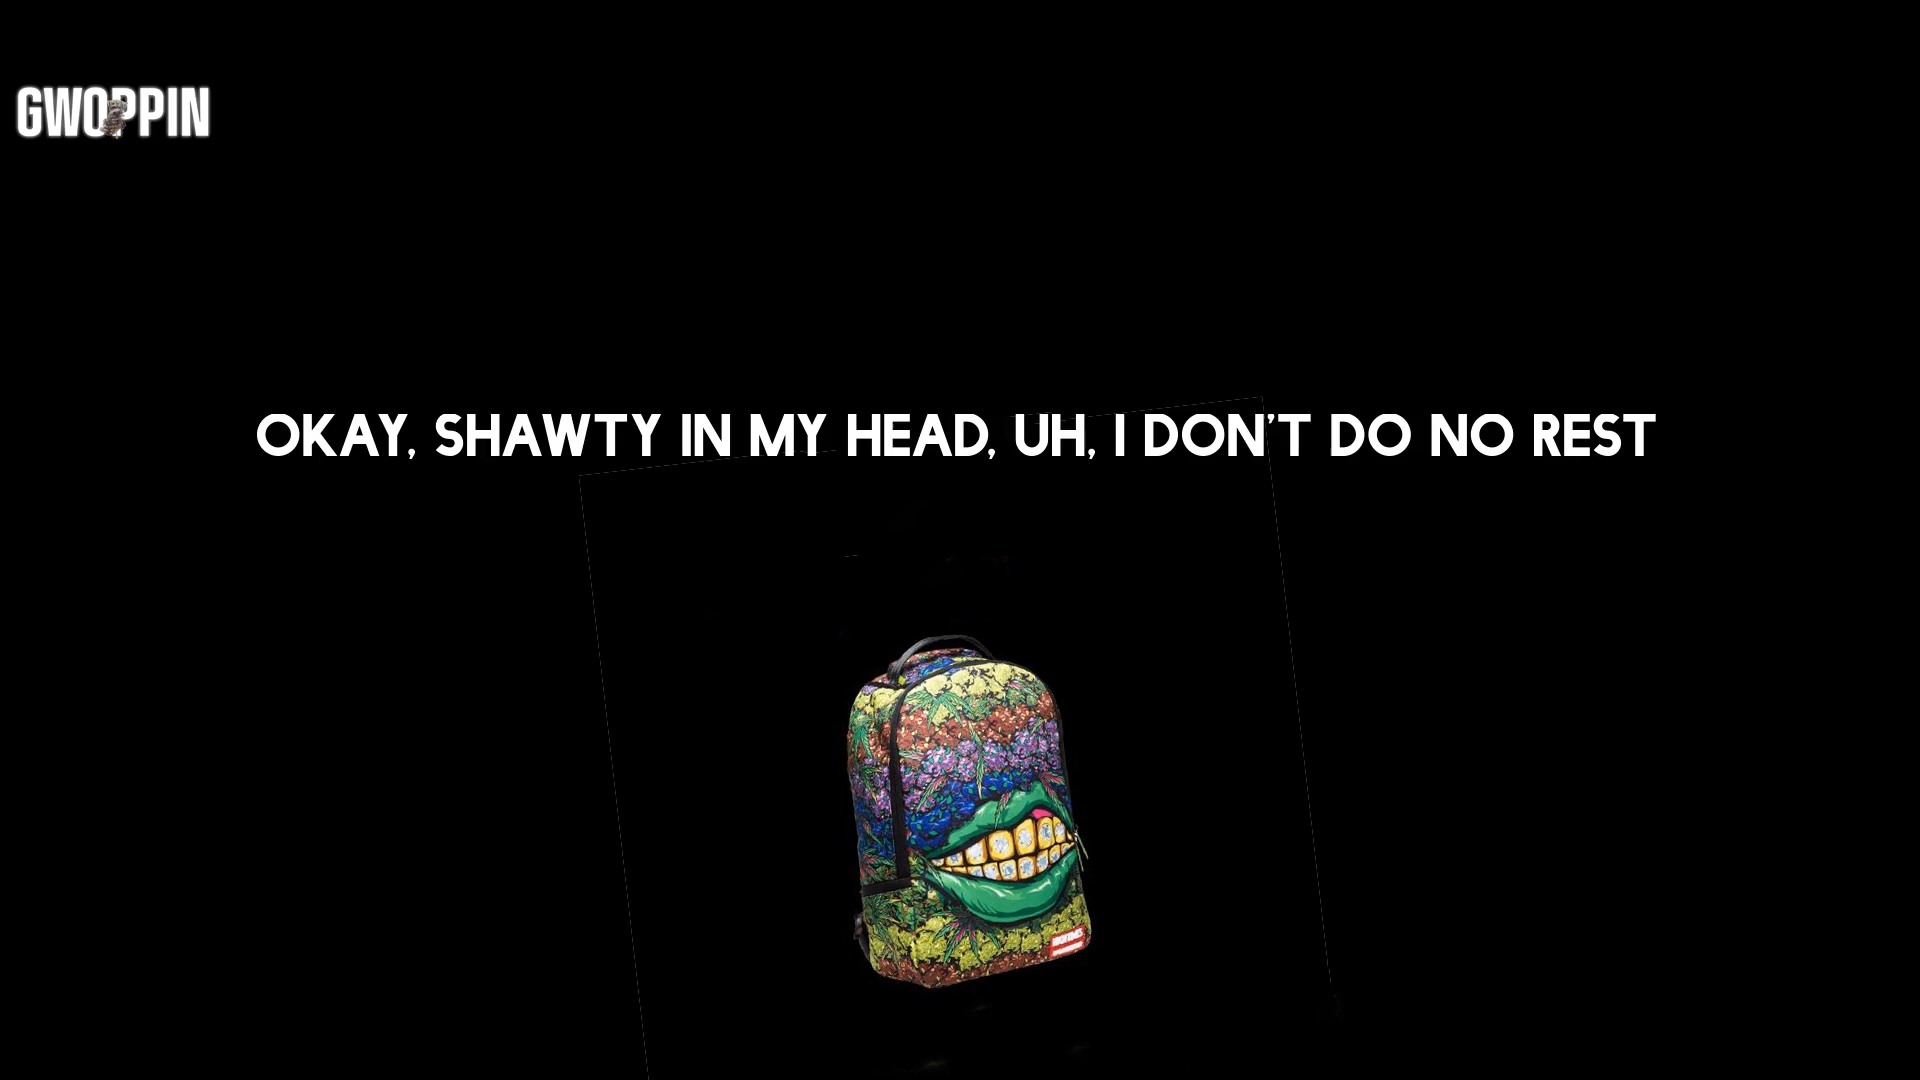 GWOPPIN
OKAY, SHAWTY IN MY HEAD, UH, I DON'T DO NO REST